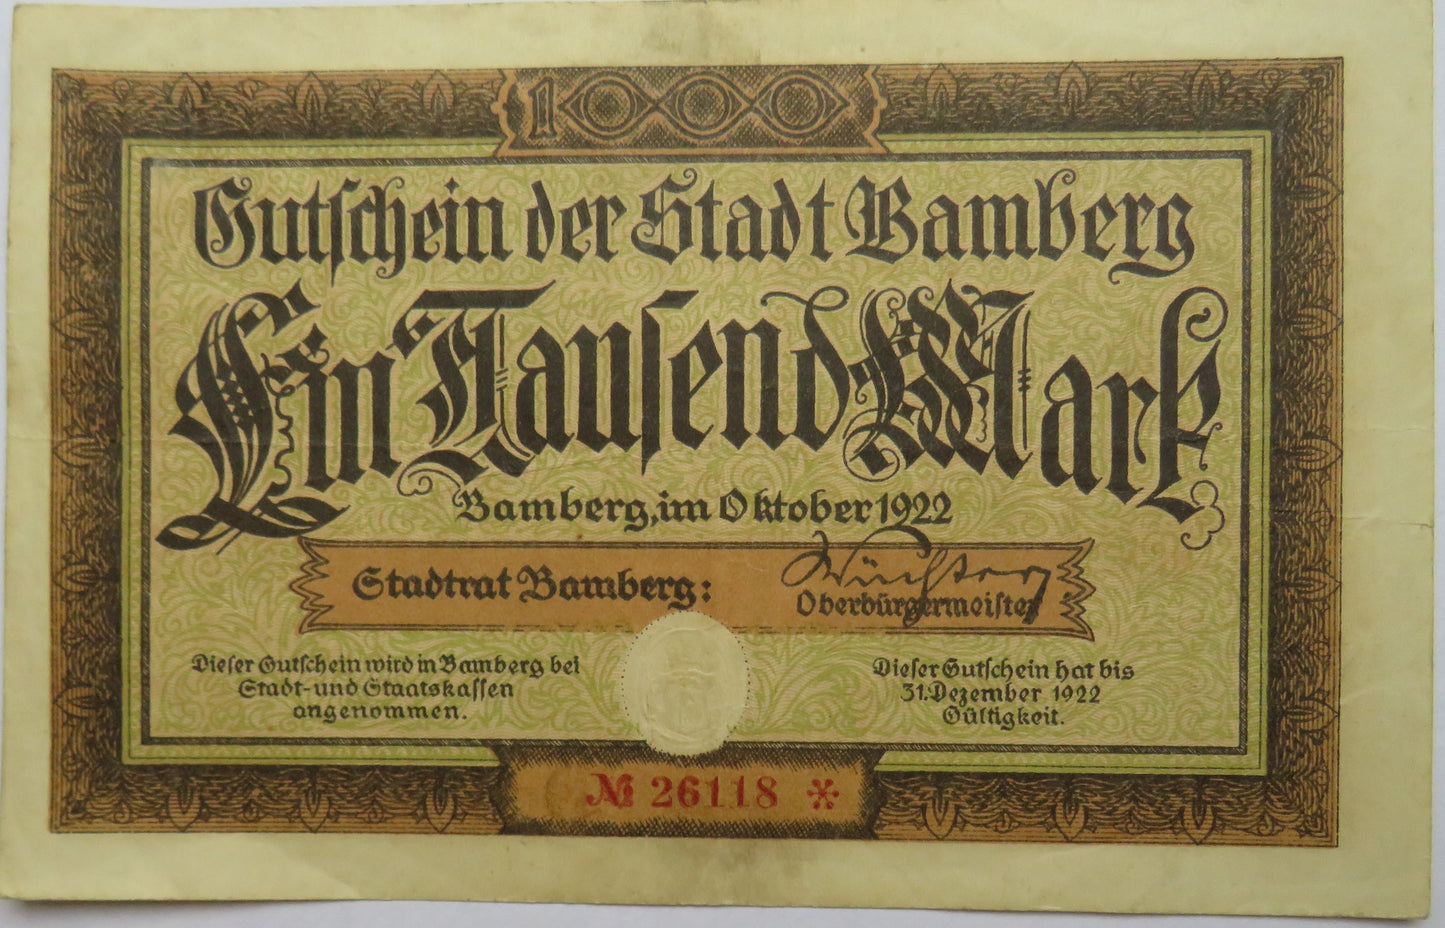 1000
Gutschein der Stadt Bamberg
Ein Tausend Mark
Bamberg, im Oktober 1922
Stadtrat Bamberg:
Wächter
Oberbürgermeister
Dieser Gutschein wird in Bamberg bei
Stadt- und Staatskassen
angenommen.
Dieser Gutschein hat bis
31. Dezember 1922
Gültigkeit.
№ 26118 *